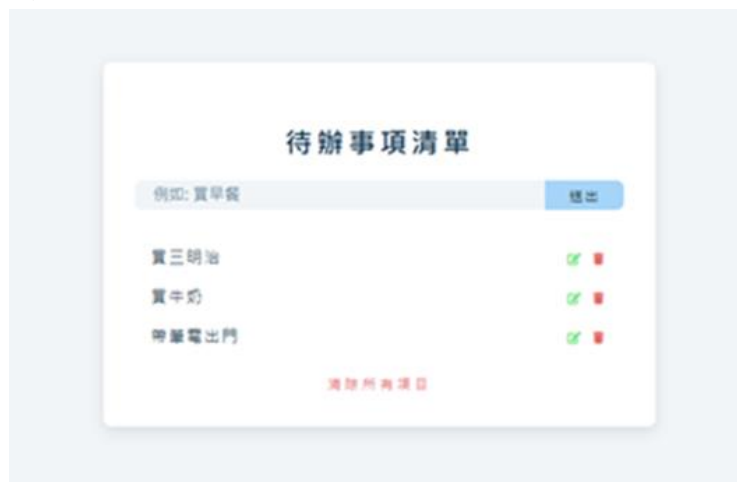 待辦事項清單
例如: 買早餐
送出
買三明治
買牛奶
帶筆電出門
清除所有項目